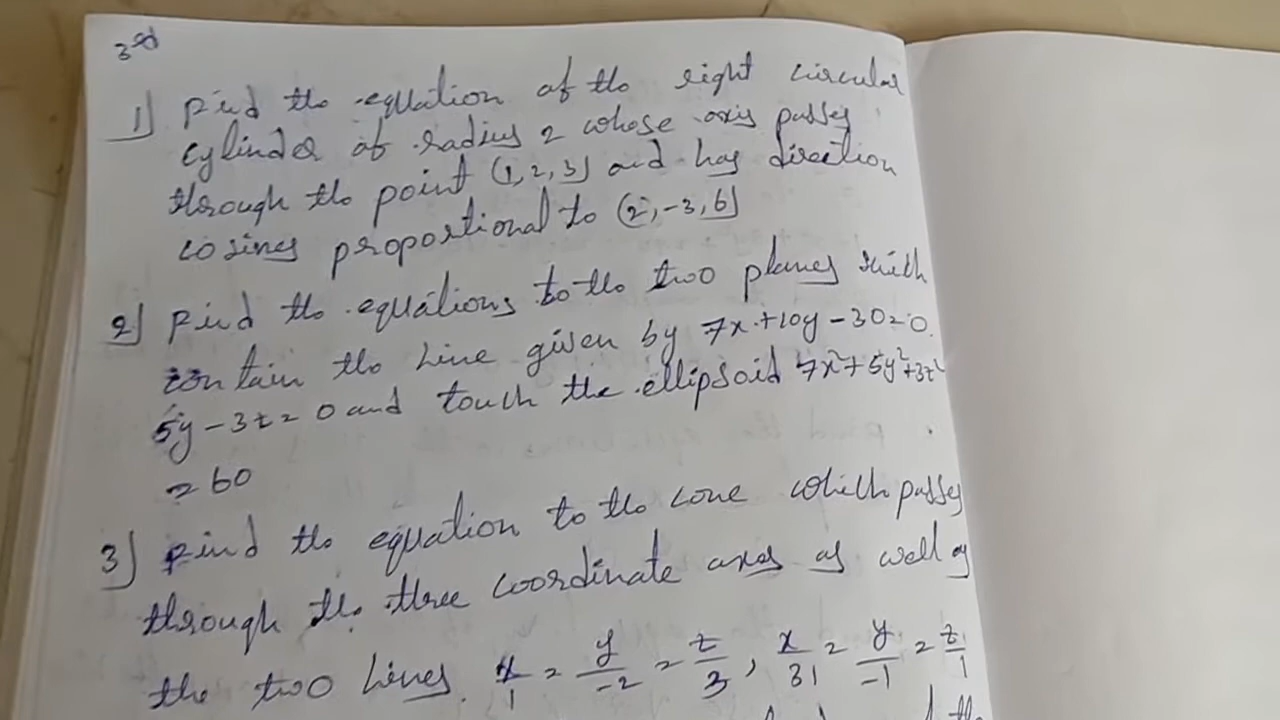 3rd
1) Find the equation of the right circular
cylinder of radius 2 whose axis passes
through the point (1, 2, 3) and has direction
cosines proportional to (2, -3, 6)
2) Find the equations to the two planes which
contain the line given by 7x + 10y - 30 = 0
5y - 3z = 0 and touch the ellipsoid 7x² + 5y² + 3z²
= 60
3) Find the equation to the cone which passes
through the three coordinate axes as well as
the two lines x/1 = y/-2 = z/3, x/31 = y/-1 = z/1